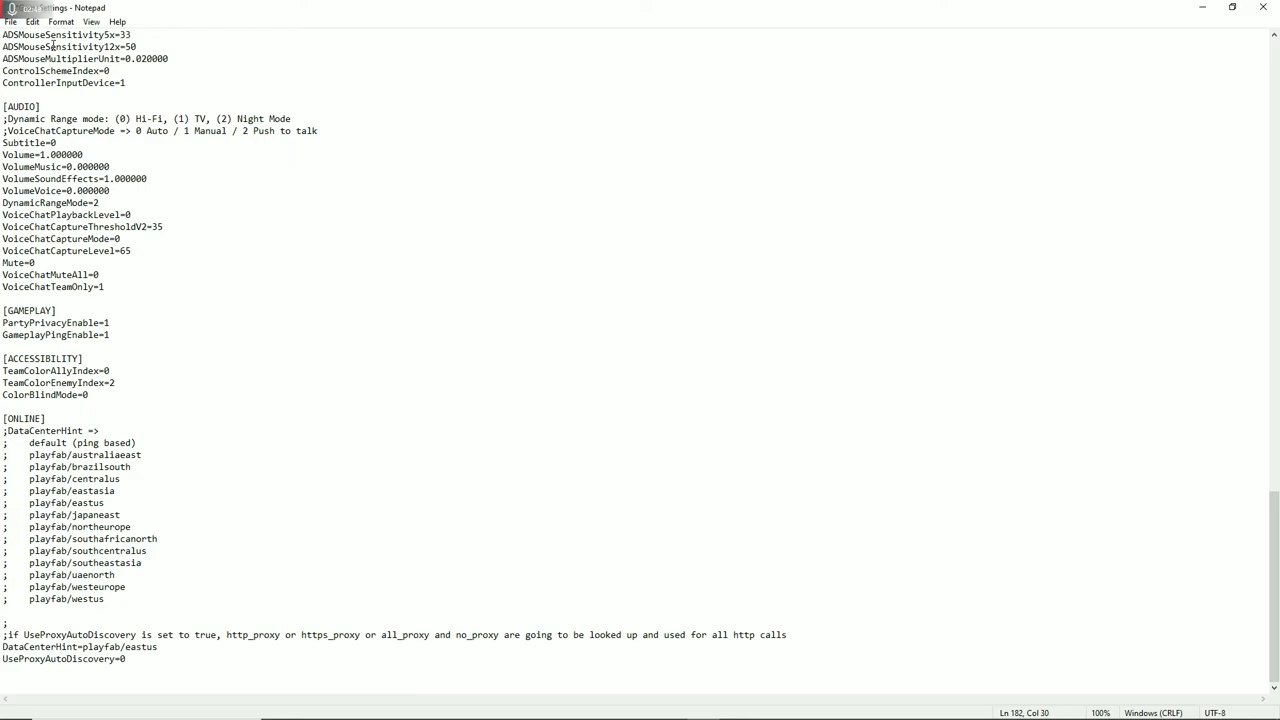 ettings - Notepad
File Edit Format View Help
ADSMouseSensitivity5x=33
ADSMouseSensitivity12x=50
ADSMouseMultiplierUnit=0.020000
ControlSchemeIndex=0
ControllerInputDevice=1
[AUDIO]
;Dynamic Range mode: (0) Hi-Fi, (1) TV, (2) Night Mode
;VoiceChatCaptureMode => 0 Auto / 1 Manual / 2 Push to talk
Subtitle=0
Volume=1.000000
VolumeMusic=0.000000
VolumeSoundEffects=1.000000
VolumeVoice=0.000000
DynamicRangeMode=2
VoiceChatPlaybackLevel=0
VoiceChatCaptureThresholdV2=35
VoiceChatCaptureMode=0
VoiceChatCaptureLevel=65
Mute=0
VoiceChatMuteAll=0
VoiceChatTeamOnly=1
[GAMEPLAY]
PartyPrivacyEnable=1
GameplayPingEnable=1
[ACCESSIBILITY]
TeamColorAllyIndex=0
TeamColorEnemyIndex=2
ColorBlindMode=0
[ONLINE]
;DataCenterHint =>
;    default (ping based)
;    playfab/australiaeast
;    playfab/brazilsouth
;    playfab/centralus
;    playfab/eastasia
;    playfab/eastus
;    playfab/japaneast
;    playfab/northeurope
;    playfab/southafricanorth
;    playfab/southcentralus
;    playfab/southeastasia
;    playfab/uaenorth
;    playfab/westeurope
;    playfab/westus
;
;if UseProxyAutoDiscovery is set to true, http_proxy or https_proxy or all_proxy and no_proxy are going to be looked up and used for all http calls
DataCenterHint=playfab/eastus
UseProxyAutoDiscovery=0
Ln 182, Col 30 100% Windows (CRLF) UTF-8